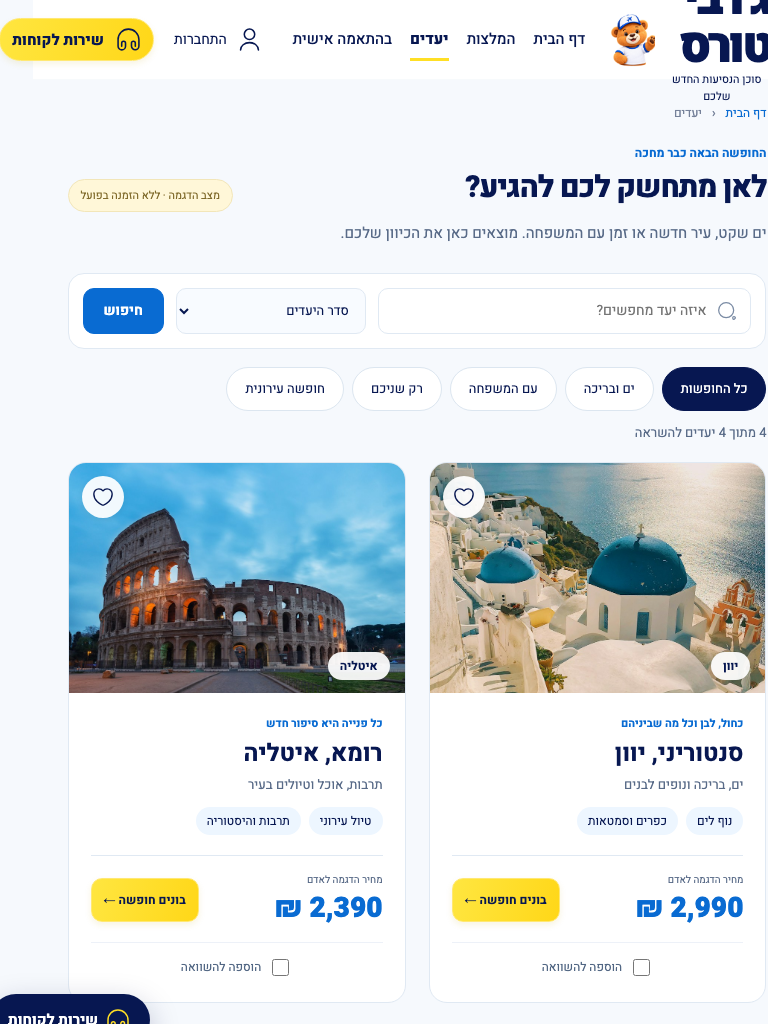 טורס
סוכן הנסיעות החדש
שלכם
דף הבית
המלצות
יעדים
בהתאמה אישית
התחברות
שירות לקוחות
דף הבית › יעדים
החופשה הבאה כבר מחכה
לאן מתחשק לכם להגיע?
מצב הדגמה · ללא הזמנה בפועל
ים שקט, עיר חדשה או זמן עם המשפחה. מוצאים כאן את הכיוון שלכם.
איזה יעד מחפשים?
סדר היעדים
חיפוש
כל החופשות
ים ובריכה
עם המשפחה
רק שניכם
חופשה עירונית
4 מתוך 4 יעדים להשראה
יוון
כחול, לבן וכל מה שביניהם
סנטוריני, יוון
ים, בריכה ונופים לבנים
נוף לים
כפרים וסמטאות
מחיר הדגמה לאדם
2,990 ₪
בונים חופשה ←
הוספה להשוואה
איטליה
כל פנייה היא סיפור חדש
רומא, איטליה
תרבות, אוכל וטיולים בעיר
טיול עירוני
תרבות והיסטוריה
מחיר הדגמה לאדם
2,390 ₪
בונים חופשה ←
הוספה להשוואה
שירות לקוחות